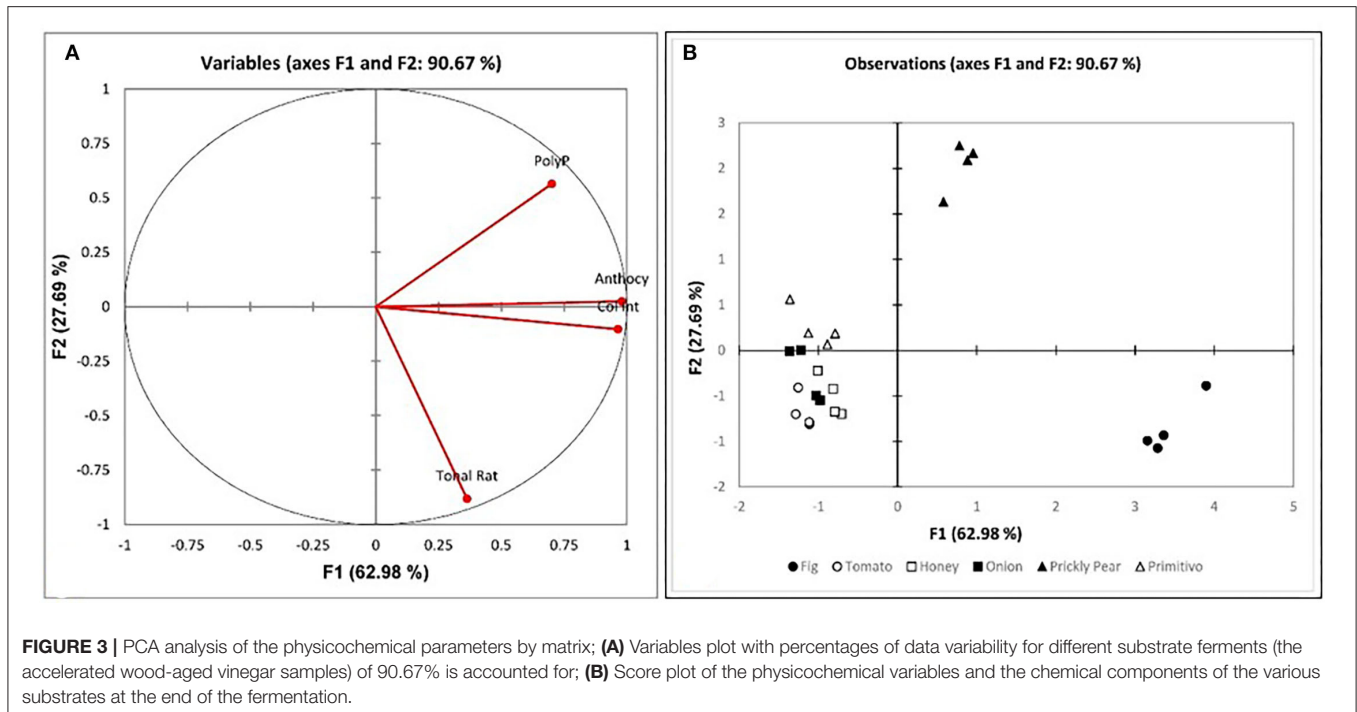 A
Variables (axes F1 and F2: 90.67 %)
1
0.75
0.5
0.25
0
-0.25
-0.5
-0.75
-1
F2 (27.69 %)
PolyP
Anthocy
Col Int
Tonal Rat
-1 -0.75 -0.5 -0.25 0 0.25 0.5 0.75 1
F1 (62.98 %)
B
Observations (axes F1 and F2: 90.67 %)
3
2
2
1
1
0
-1
-1
-2
F2 (27.69 %)
-2 -1 0 1 2 3 4 5
F1 (62.98 %)
Fig Tomato Honey Onion Prickly Pear Primitivo
FIGURE 3 | PCA analysis of the physicochemical parameters by matrix; (A) Variables plot with percentages of data variability for different substrate ferments (the
accelerated wood-aged vinegar samples) of 90.67% is accounted for; (B) Score plot of the physicochemical variables and the chemical components of the various
substrates at the end of the fermentation.